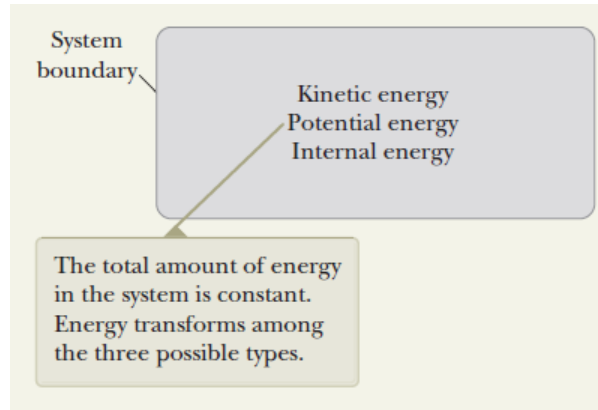 System
boundary
Kinetic energy
Potential energy
Internal energy
The total amount of energy
in the system is constant.
Energy transforms among
the three possible types.